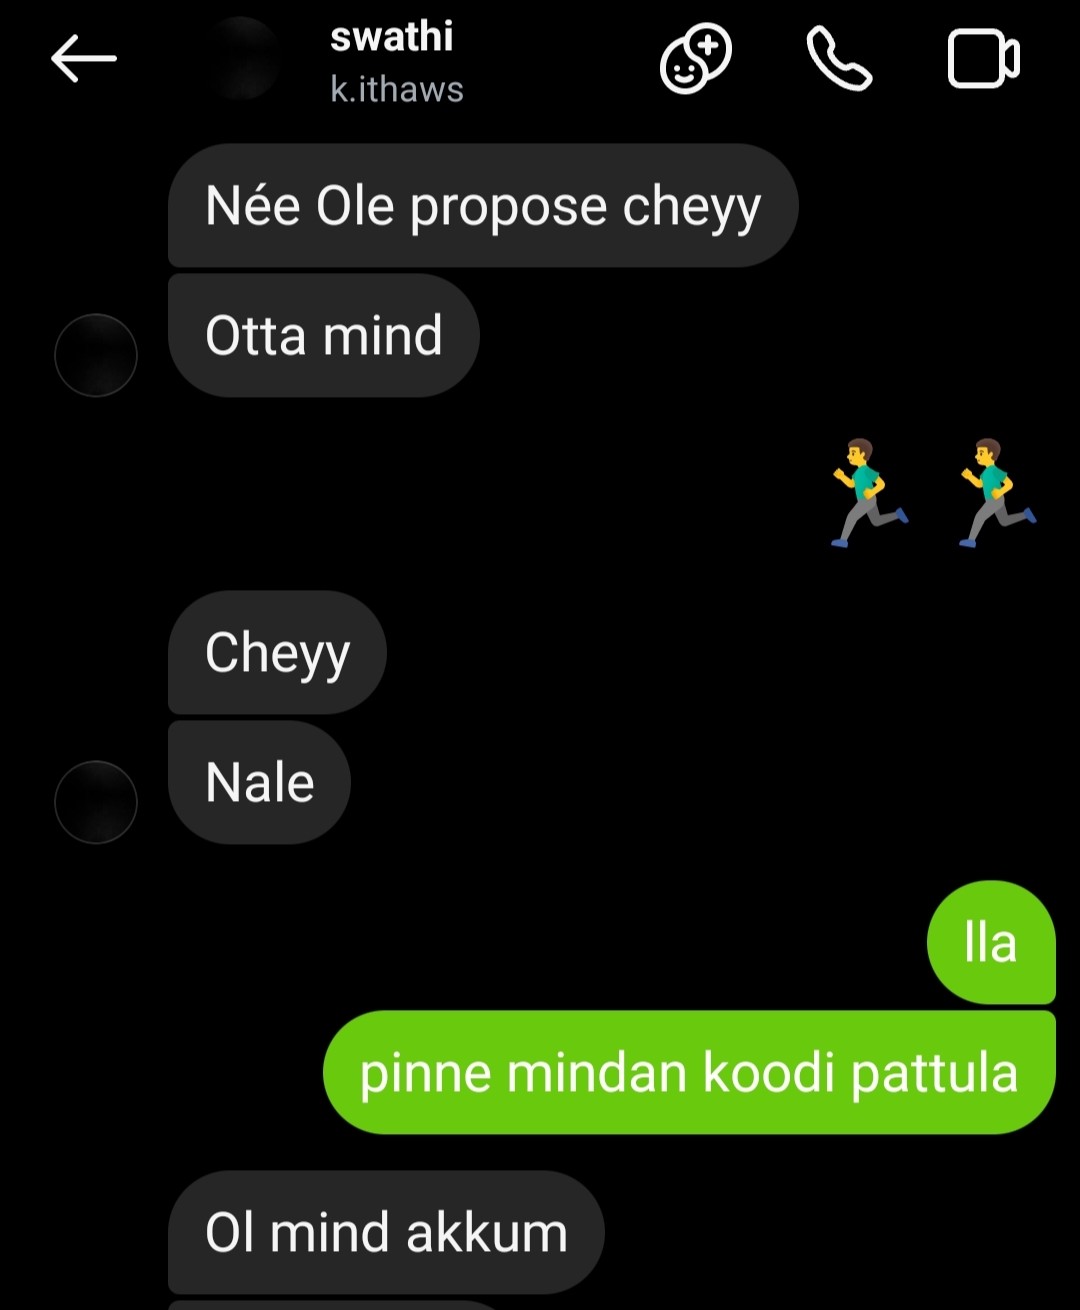 swathi
k.ithaws
Née Ole propose cheyy
Otta mind
🏃‍♂️ 🏃‍♂️
Cheyy
Nale
Ila
pinne mindan koodi pattula
Ol mind akkum